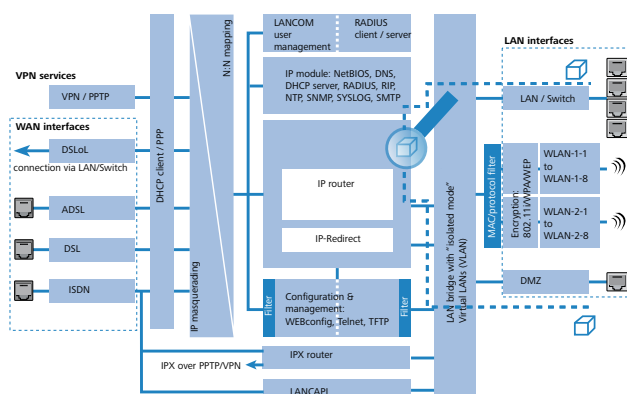 LANCOM
user
management
RADIUS
client / server
LAN interfaces
N:N mapping
VPN services
VPN / PPTP
IP module: NetBIOS, DNS,
DHCP server, RADIUS, RIP,
NTP, SNMP, SYSLOG, SMTP
LAN / Switch
WAN interfaces
DSLoL
connection via LAN/Switch
ADSL
DSL
ISDN
DHCP client / PPP
IP masquerading
IP router
IP-Redirect
Filter
Configuration &
management:
WEBconfig, Telnet, TFTP
Filter
LAN bridge with "isolated mode"
Virtual LANs (VLAN)
MAC/protocol filter
Encryption:
802.11i/WPA/WEP
WLAN-1-1
to
WLAN-1-8
WLAN-2-1
to
WLAN-2-8
DMZ
IPX router
IPX over PPTP/VPN
LANCAPI